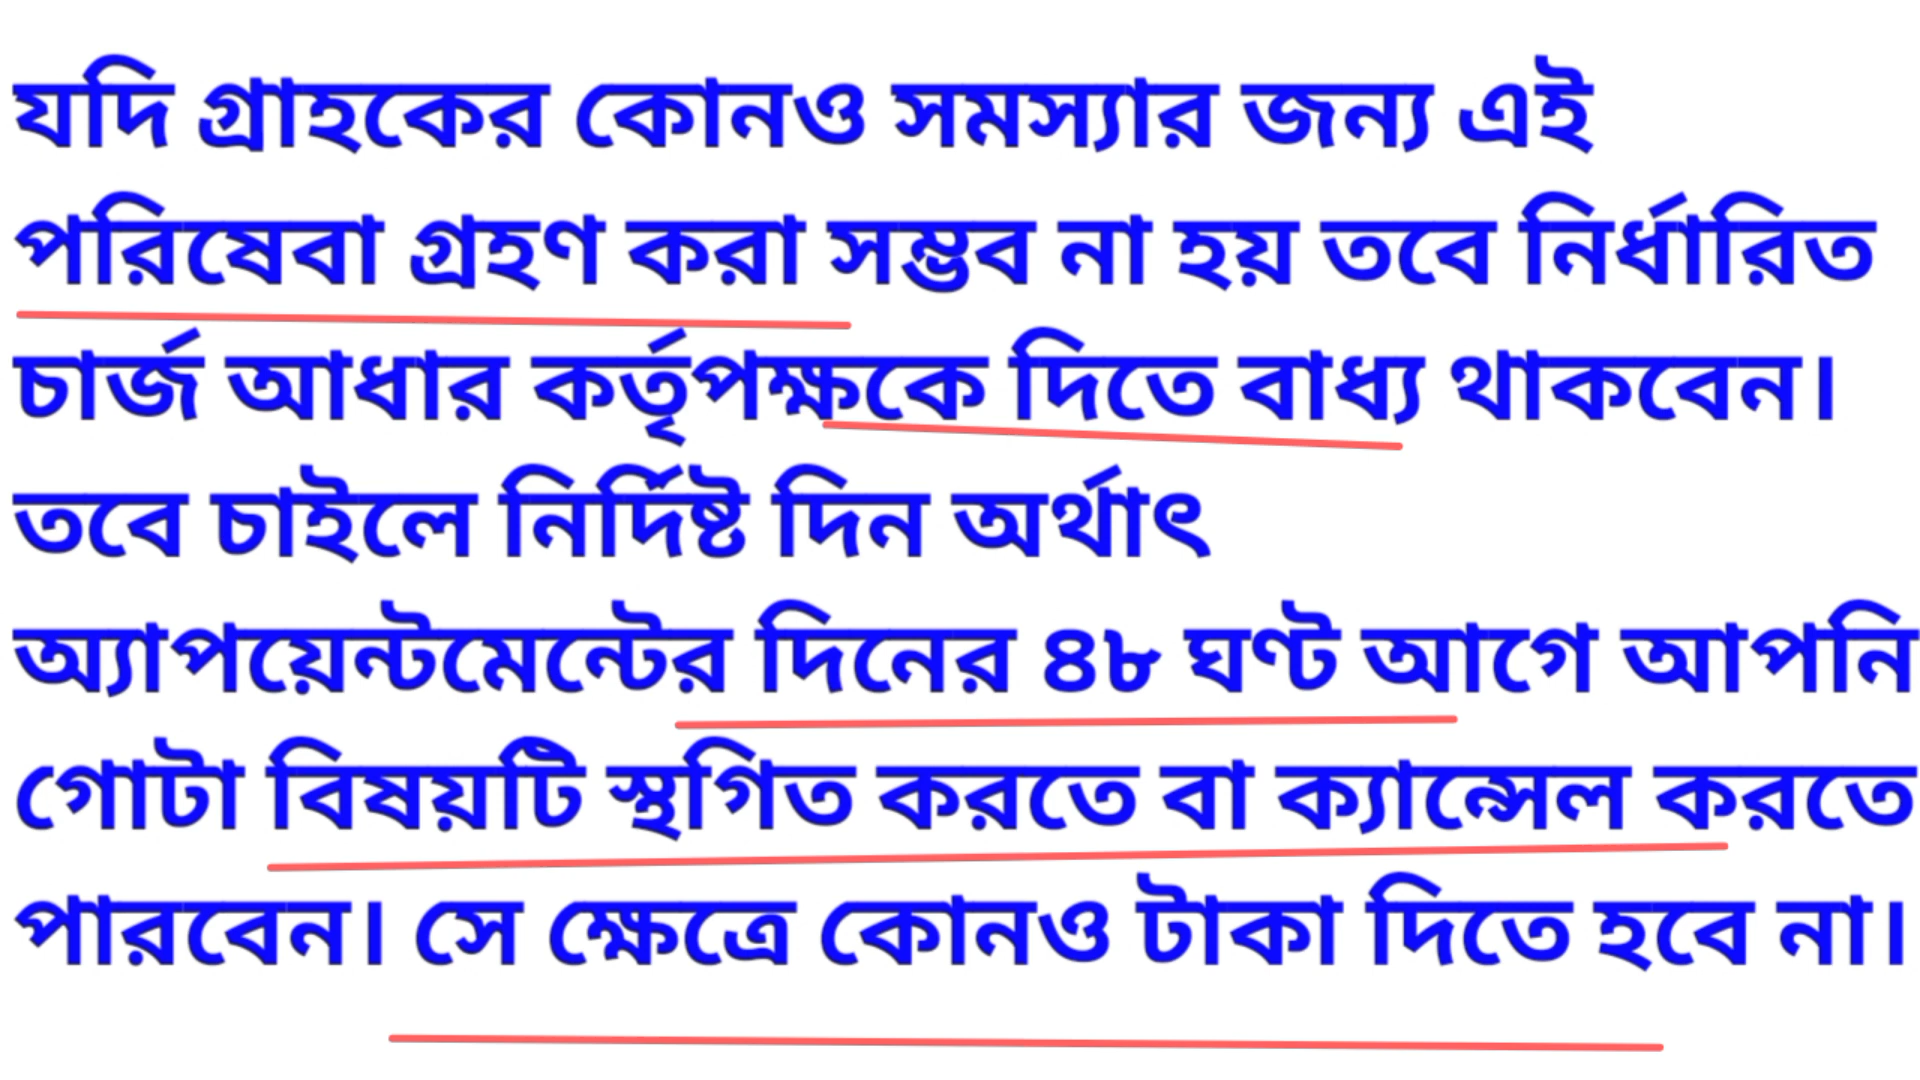 যদি গ্রাহকের কোনও সমস্যার জন্য এই
পরিষেবা গ্রহণ করা সম্ভব না হয় তবে নির্ধারিত
চার্জ আধার কর্তৃপক্ষকে দিতে বাধ্য থাকবেন।
তবে চাইলে নির্দিষ্ট দিন অর্থাৎ
অ্যাপয়েন্টমেন্টের দিনের ৪৮ ঘণ্ট আগে আপনি
গোটা বিষয়টি স্থগিত করতে বা ক্যান্সেল করতে
পারবেন। সে ক্ষেত্রে কোনও টাকা দিতে হবে না।